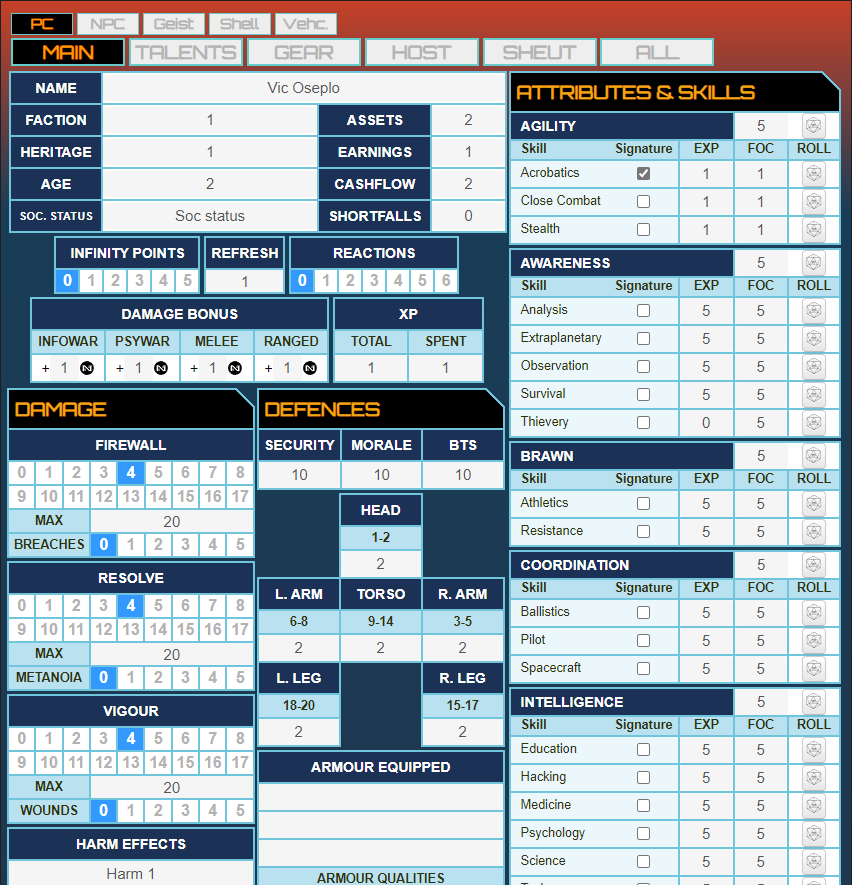 PC NPC Geist Shell Vehc.
MAIN TALENTS GEAR HOST SHEUT ALL
NAME Vic Oseplo
FACTION 1 ASSETS 2
HERITAGE 1 EARNINGS 1
AGE 2 CASHFLOW 2
SOC. STATUS Soc status SHORTFALLS 0
INFINITY POINTS REFRESH REACTIONS
0 1 2 3 4 5 1 0 1 2 3 4 5 6
DAMAGE BONUS XP
INFOWAR PSYWAR MELEE RANGED TOTAL SPENT
+ 1 N + 1 N + 1 N + 1 N 1 1
DAMAGE
FIREWALL
0 1 2 3 4 5 6 7 8
9 10 11 12 13 14 15 16 17
MAX 20
BREACHES 0 1 2 3 4 5
RESOLVE
0 1 2 3 4 5 6 7 8
9 10 11 12 13 14 15 16 17
MAX 20
METANOIA 0 1 2 3 4 5
VIGOUR
0 1 2 3 4 5 6 7 8
9 10 11 12 13 14 15 16 17
MAX 20
WOUNDS 0 1 2 3 4 5
HARM EFFECTS
Harm 1
DEFENCES
SECURITY MORALE BTS
10 10 10
HEAD
1-2
2
L. ARM TORSO R. ARM
6-8 9-14 3-5
2 2 2
L. LEG R. LEG
18-20 15-17
2 2
ARMOUR EQUIPPED
ARMOUR QUALITIES
ATTRIBUTES & SKILLS
AGILITY 5
Skill Signature EXP FOC ROLL
Acrobatics 1 1
Close Combat 1 1
Stealth 1 1
AWARENESS 5
Skill Signature EXP FOC ROLL
Analysis 5 5
Extraplanetary 5 5
Observation 5 5
Survival 5 5
Thievery 0 5
BRAWN 5
Skill Signature EXP FOC ROLL
Athletics 5 5
Resistance 5 5
COORDINATION 5
Skill Signature EXP FOC ROLL
Ballistics 5 5
Pilot 5 5
Spacecraft 5 5
INTELLIGENCE 5
Skill Signature EXP FOC ROLL
Education 5 5
Hacking 5 5
Medicine 5 5
Psychology 5 5
Science 5 5